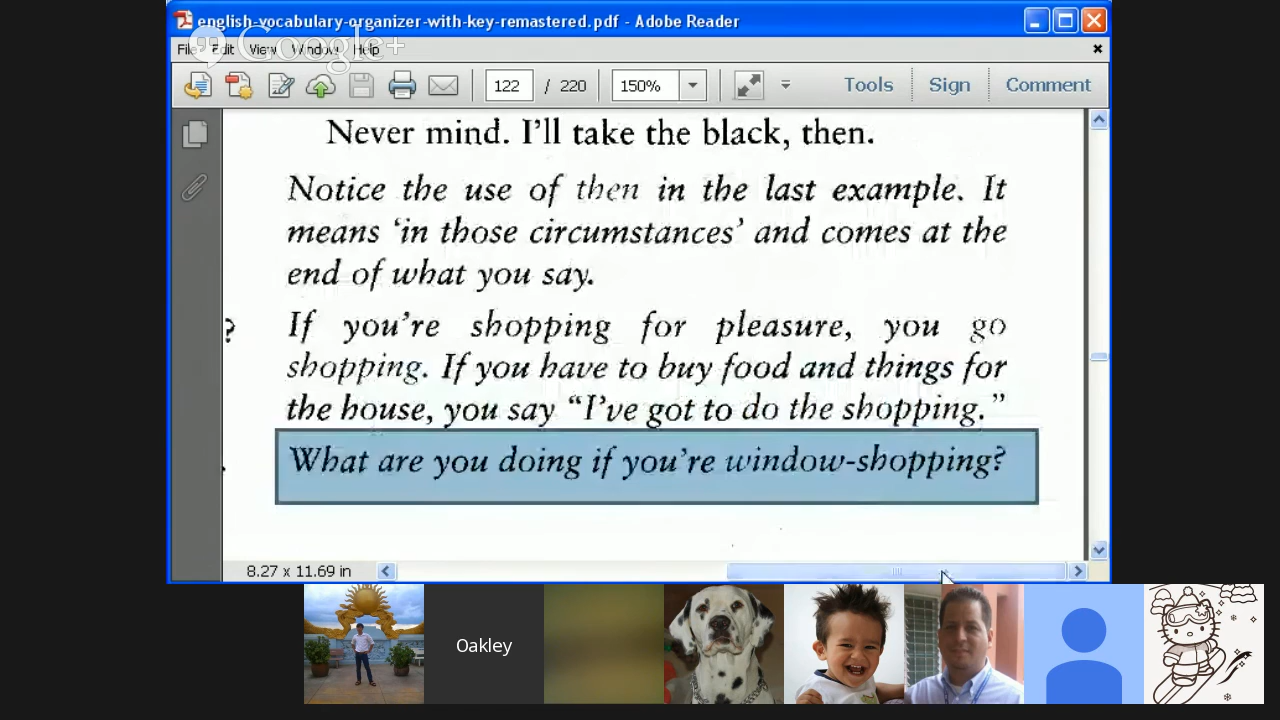 english-vocabulary-organizer-with-key-remastered.pdf - Adobe Reader
File Edit View Window Help
Google+
122 / 220 150% Tools Sign Comment
Never mind. I'll take the black, then.
Notice the use of then in the last example. It
means ‘in those circumstances’ and comes at the
end of what you say.
? If you're shopping for pleasure, you go
shopping. If you have to buy food and things for
the house, you say “I've got to do the shopping.”
What are you doing if you're window-shopping?
8.27 x 11.69 in
Oakley